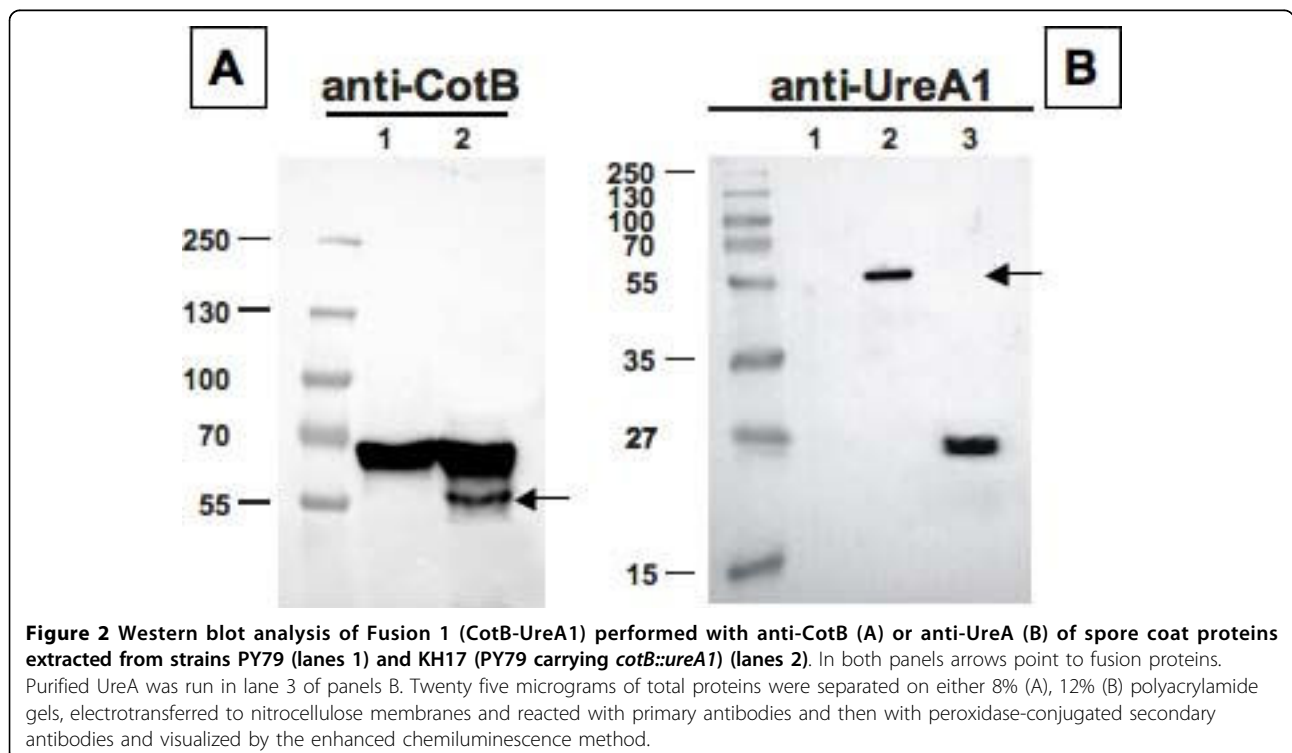 A
anti-CotB
1 2
250
130
100
70
55
B
anti-UreA1
1 2 3
250
130
100
70
55
35
27
15
Figure 2 Western blot analysis of Fusion 1 (CotB-UreA1) performed with anti-CotB (A) or anti-UreA (B) of spore coat proteins
extracted from strains PY79 (lanes 1) and KH17 (PY79 carrying cotB::ureA1) (lanes 2). In both panels arrows point to fusion proteins.
Purified UreA was run in lane 3 of panels B. Twenty five micrograms of total proteins were separated on either 8% (A), 12% (B) polyacrylamide
gels, electrotransferred to nitrocellulose membranes and reacted with primary antibodies and then with peroxidase-conjugated secondary
antibodies and visualized by the enhanced chemiluminescence method.